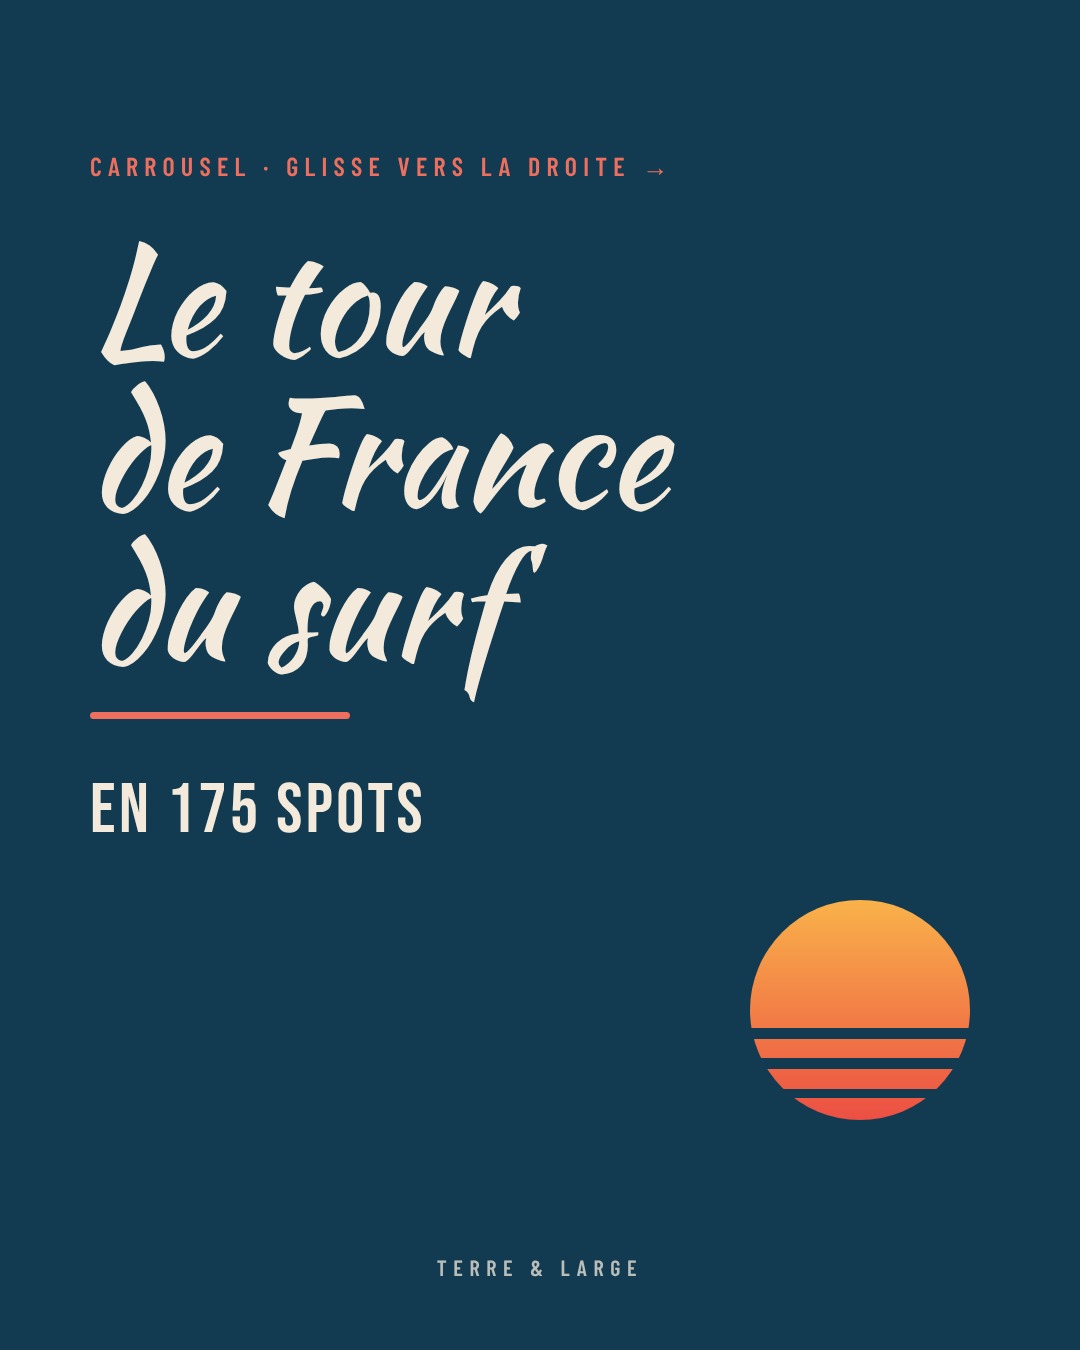 CARROUSEL · GLISSE VERS LA DROITE →
Le tour
de France
du surf
EN 175 SPOTS
TERRE & LARGE